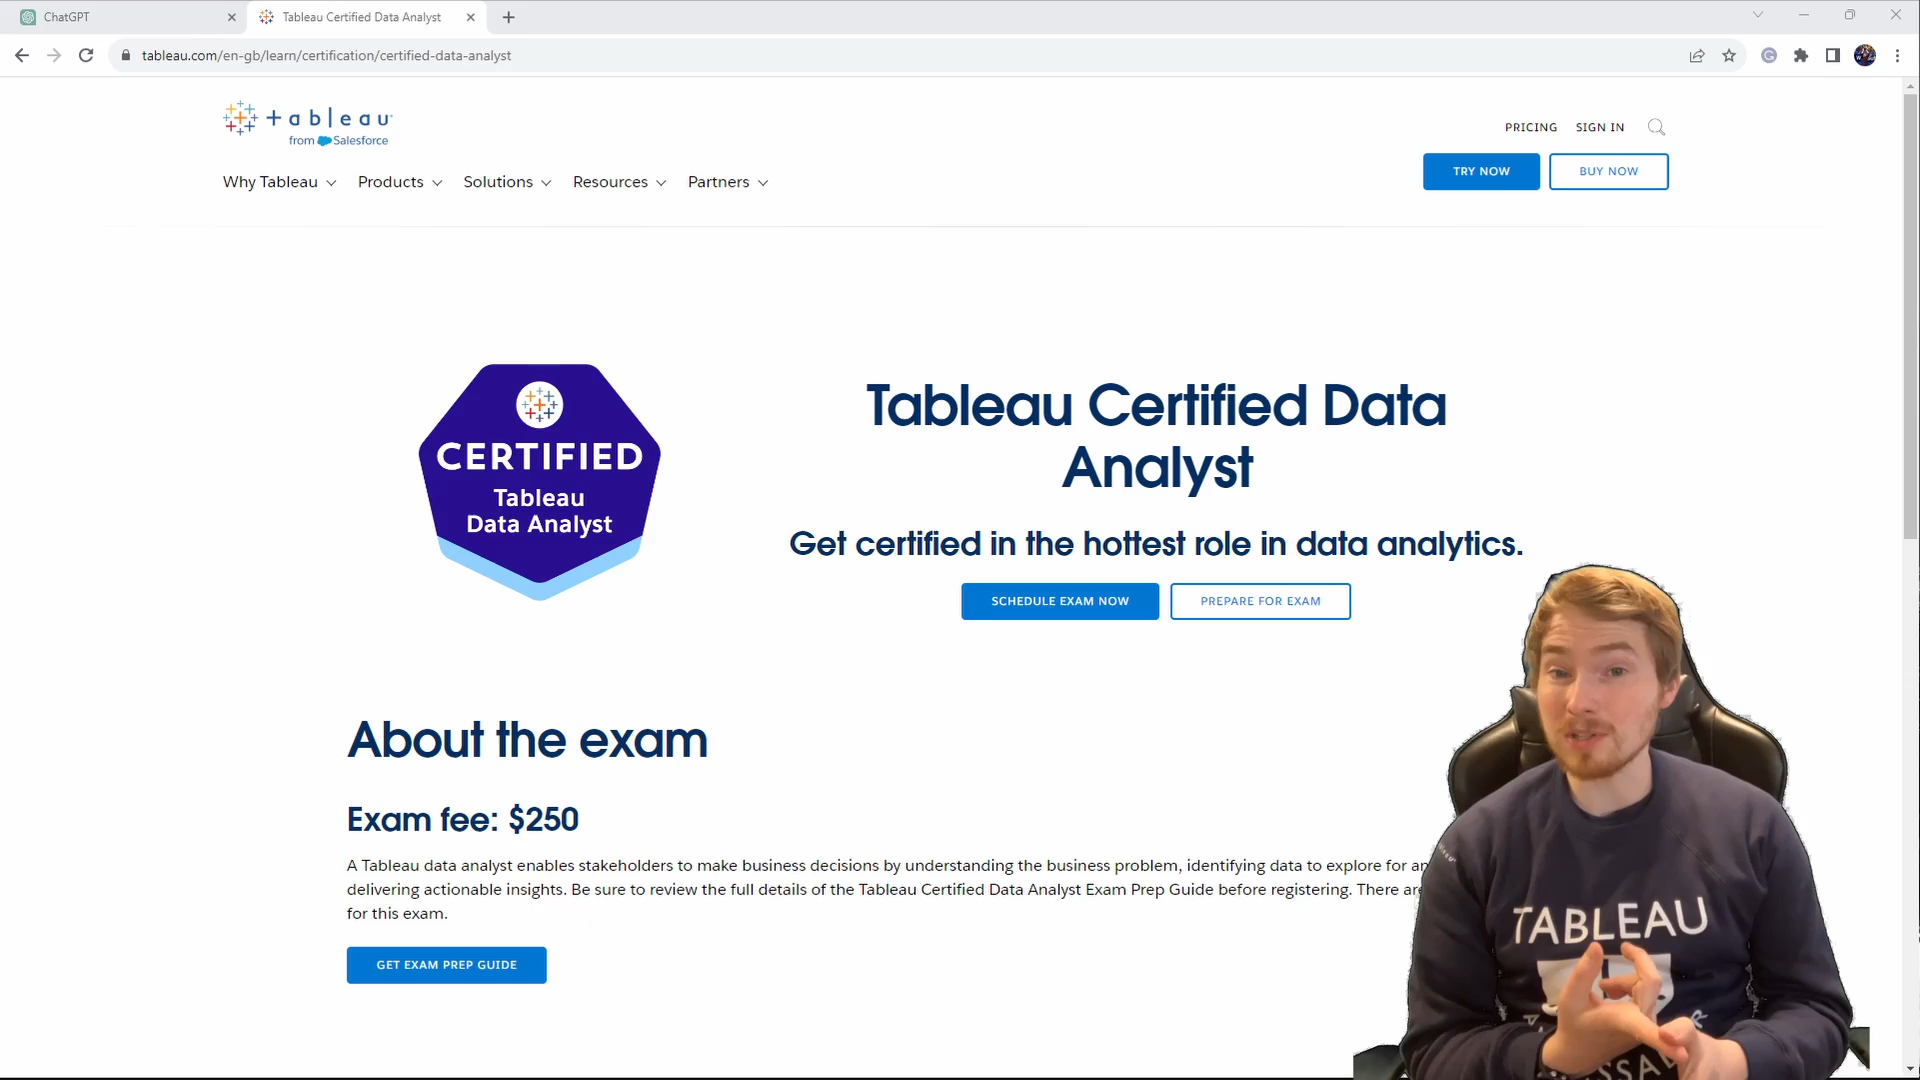 ChatGPT
Tableau Certified Data Analyst
tableau.com/en-gb/learn/certification/certified-data-analyst
tableau
from Salesforce
PRICING
SIGN IN
Why Tableau
Products
Solutions
Resources
Partners
TRY NOW
BUY NOW
CERTIFIED
Tableau
Data Analyst
Tableau Certified Data
Analyst
Get certified in the hottest role in data analytics.
SCHEDULE EXAM NOW
PREPARE FOR EXAM
About the exam
Exam fee: $250
A Tableau data analyst enables stakeholders to make business decisions by understanding the business problem, identifying data to explore for an
delivering actionable insights. Be sure to review the full details of the Tableau Certified Data Analyst Exam Prep Guide before registering. There are
for this exam.
GET EXAM PREP GUIDE
TABLEAU